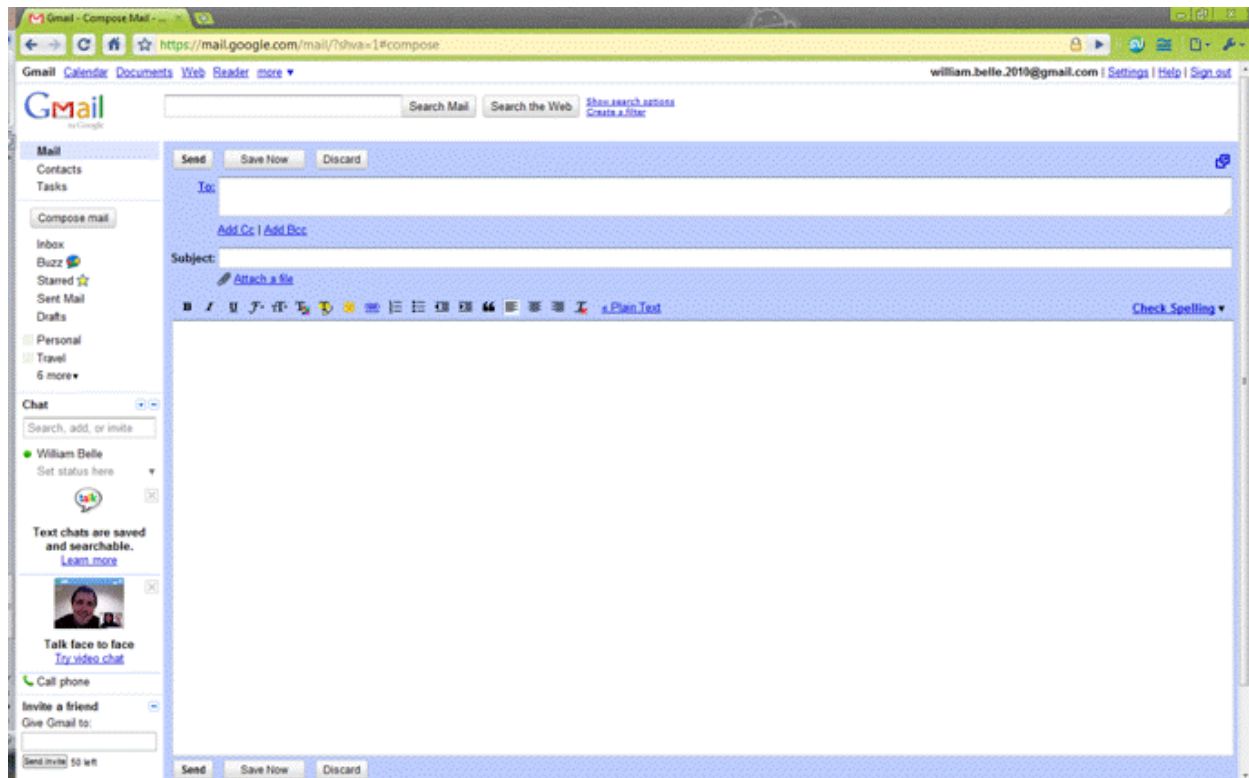 Gmail - Compose Mail - ...
https://mail.google.com/mail/?shva=1#compose
Gmail Calendar Documents Web Reader more ▼
william.belle.2010@gmail.com | Settings | Help | Sign out
Gmail
by Google
Search Mail Search the Web
Show search options
Create a filter
Mail
Contacts
Tasks
Compose mail
Inbox
Buzz
Starred
Sent Mail
Drafts
Personal
Travel
6 more▾
Chat
Search, add, or invite
William Belle
Set status here
talk
Text chats are saved
and searchable.
Learn more
Talk face to face
Try video chat
Call phone
Invite a friend
Give Gmail to:
Send Invite 50 left
Send Save Now Discard
To:
Add Cc | Add Bcc
Subject:
Attach a file
B I U « Plain Text Check Spelling ▼
Send Save Now Discard